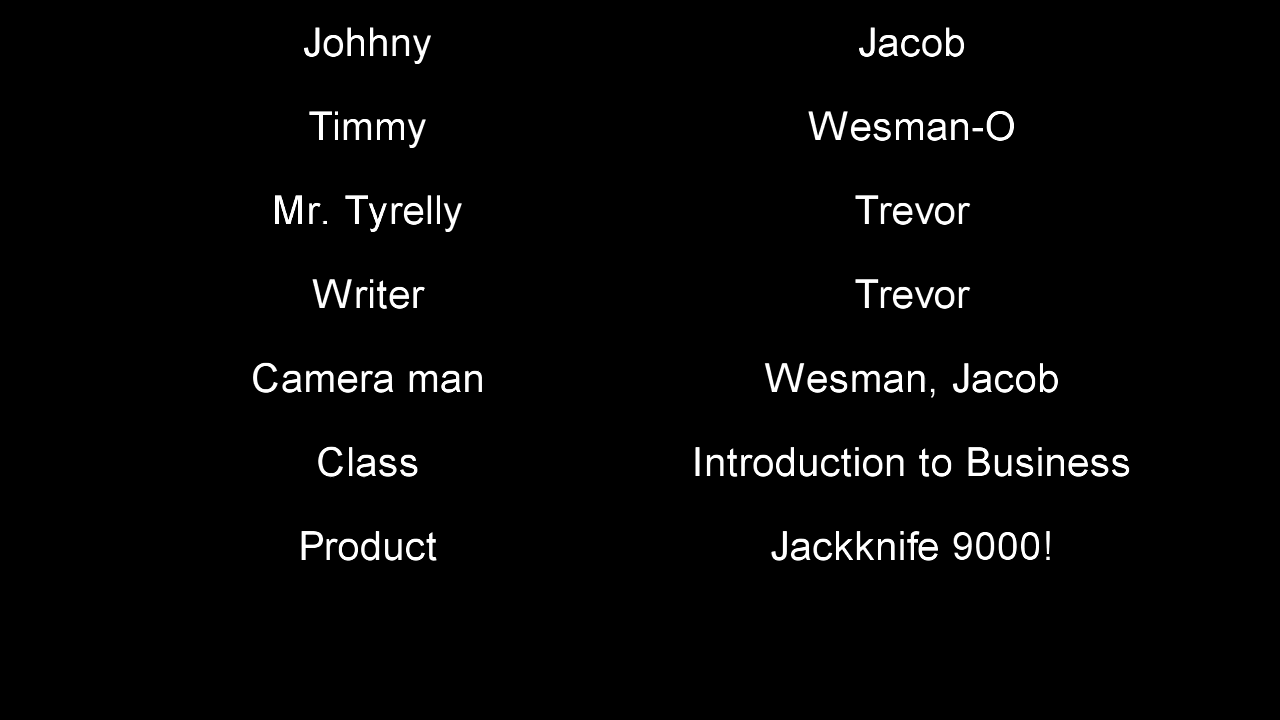 Johhny Jacob
Timmy Wesman-O
Mr. Tyrelly Trevor
Writer Trevor
Camera man Wesman, Jacob
Class Introduction to Business
Product Jackknife 9000!